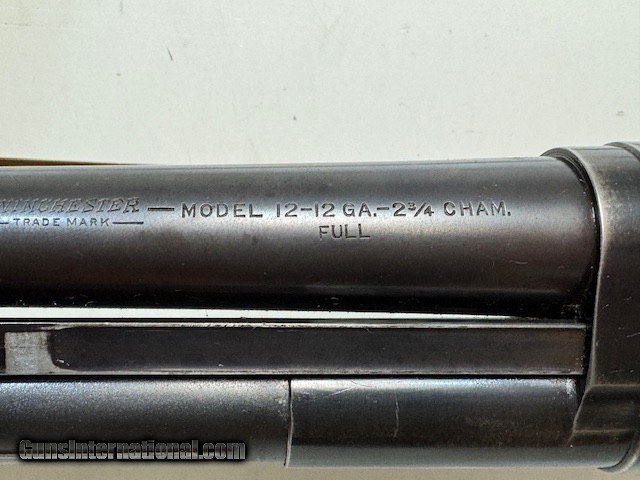 WINCHESTER
TRADE MARK
— MODEL 12-12 GA.-2¾ CHAM.
FULL
GunsInternational.com